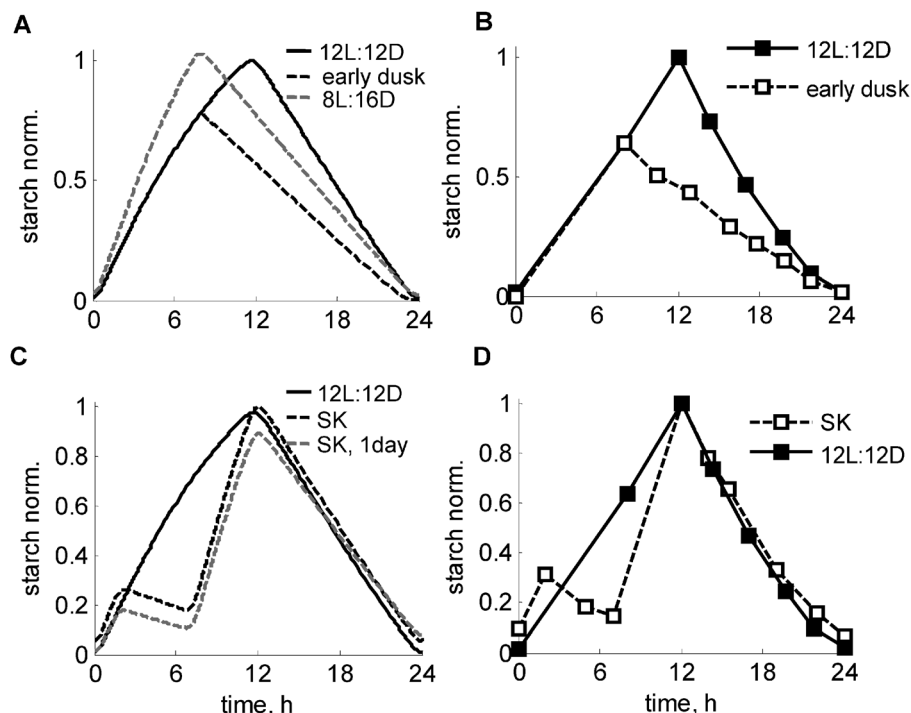 A
12L:12D
early dusk
8L:16D
1
0.5
0
starch norm.
0 6 12 18 24
B
12L:12D
early dusk
1
0.5
0
starch norm.
0 6 12 18 24
C
12L:12D
SK
SK, 1day
1
0.8
0.6
0.4
0.2
0
starch norm.
0 6 12 18 24
time, h
D
SK
12L:12D
1
0.8
0.6
0.4
0.2
0
starch norm.
0 6 12 18 24
time, h